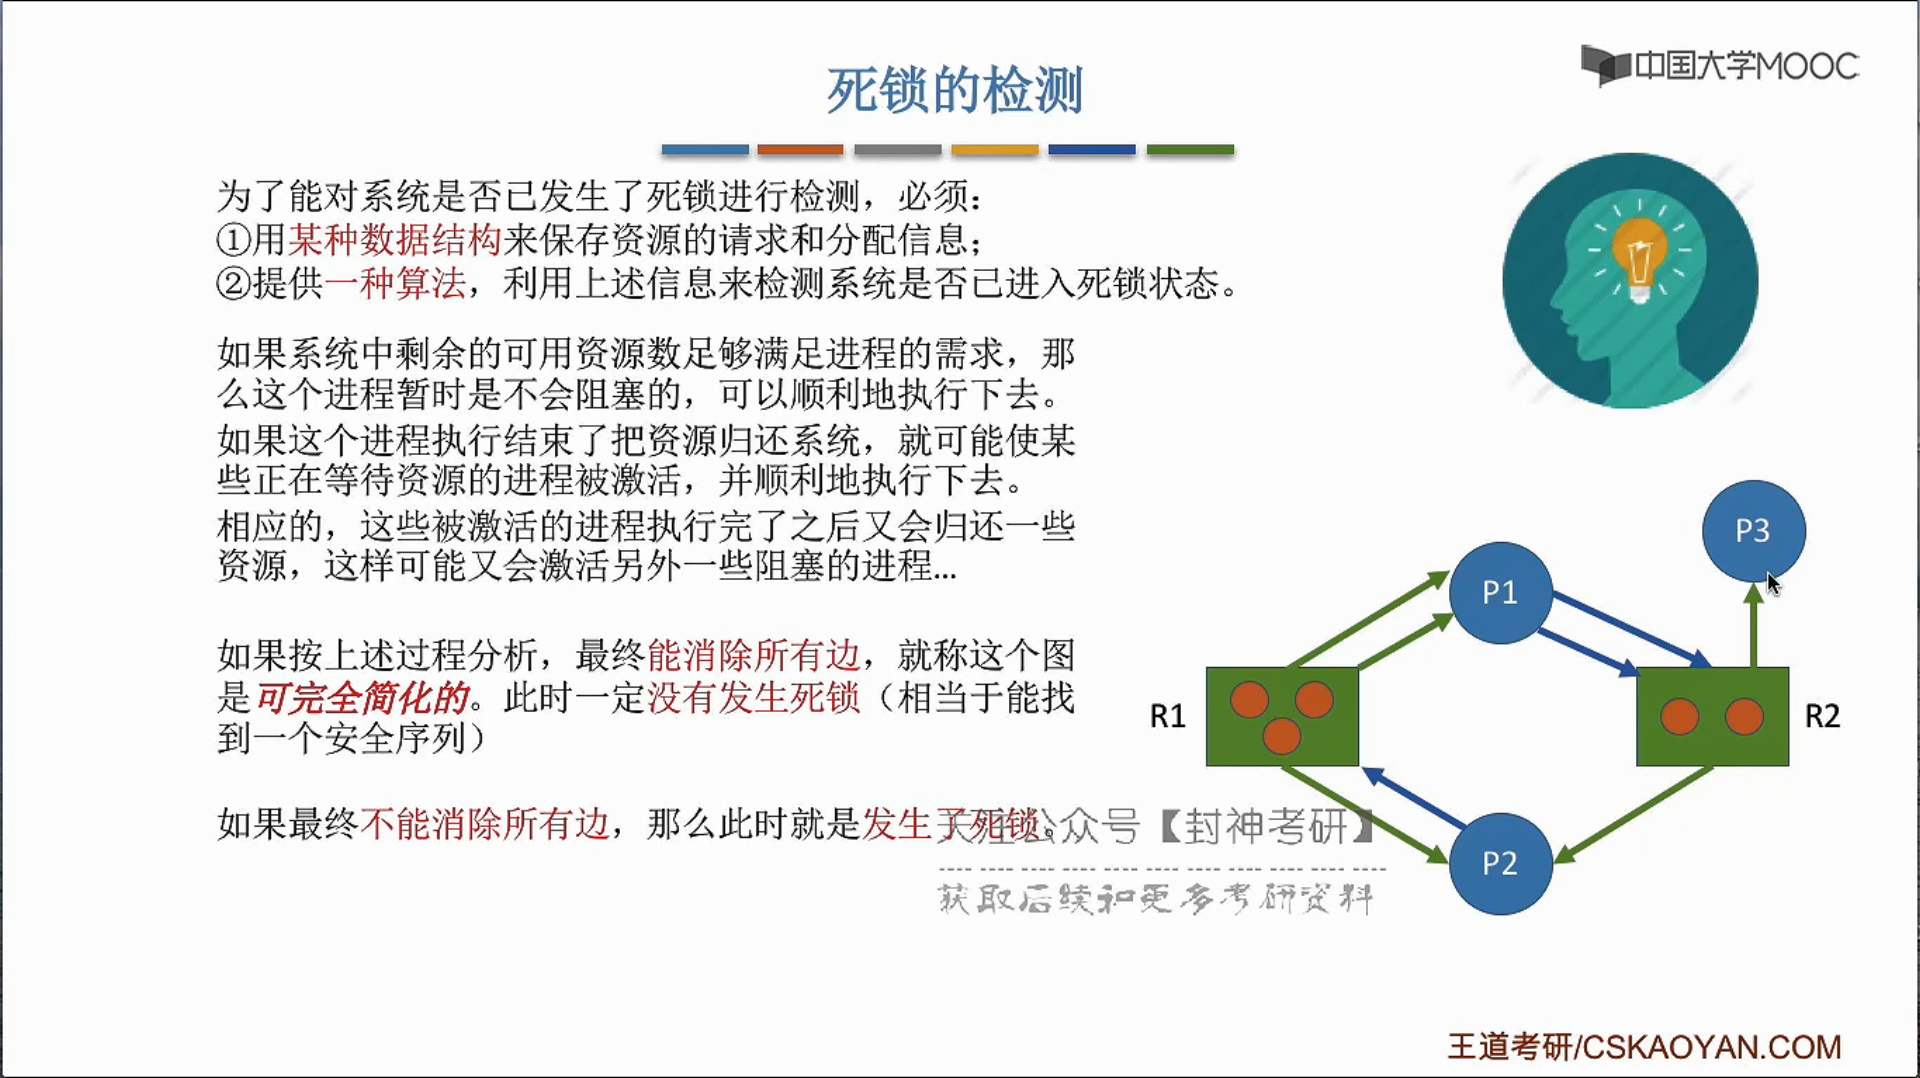 死锁的检测
中国大学MOOC
为了能对系统是否已发生了死锁进行检测，必须：
①用某种数据结构来保存资源的请求和分配信息；
②提供一种算法，利用上述信息来检测系统是否已进入死锁状态。
如果系统中剩余的可用资源数足够满足进程的需求，那
么这个进程暂时是不会阻塞的，可以顺利地执行下去。
如果这个进程执行结束了把资源归还系统，就可能使某
些正在等待资源的进程被激活，并顺利地执行下去。
相应的，这些被激活的进程执行完了之后又会归还一些
资源，这样可能又会激活另外一些阻塞的进程...
如果按上述过程分析，最终能消除所有边，就称这个图
是可完全简化的。此时一定没有发生死锁（相当于能找
到一个安全序列）
如果最终不能消除所有边，那么此时就是发生了死锁。
公众号【封神考研】
获取后续和更多考研资料
P3
P1
R1
R2
P2
王道考研/CSKAOYAN.COM